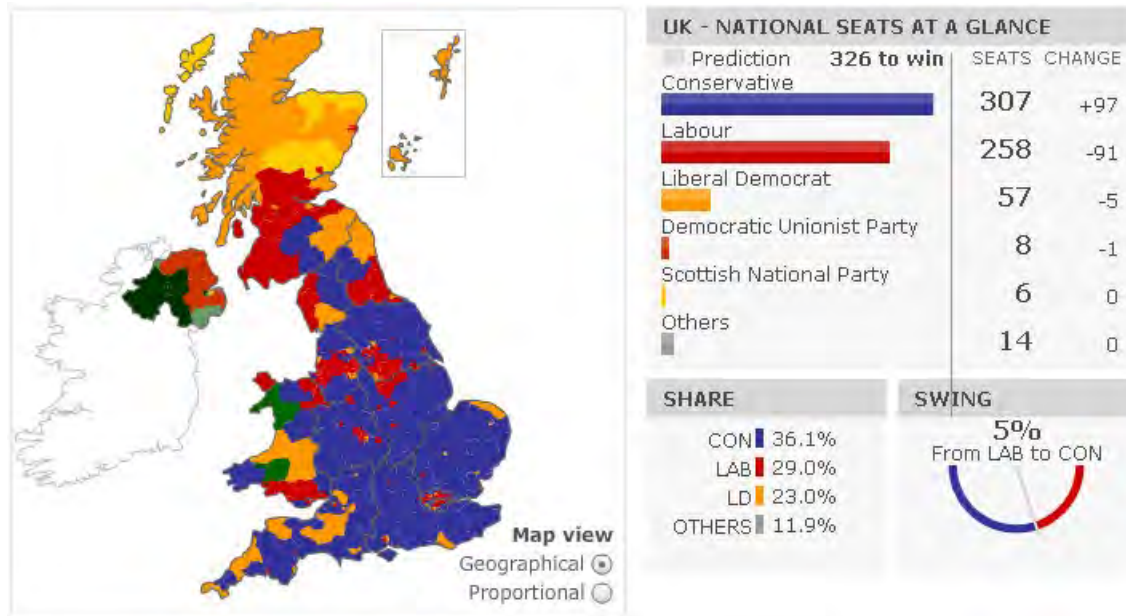 UK - NATIONAL SEATS AT A GLANCE
Prediction 326 to win SEATS CHANGE
Conservative
307 +97
Labour
258 -91
Liberal Democrat
57 -5
Democratic Unionist Party
8 -1
Scottish National Party
6 0
Others
14 0
SHARE
CON 36.1%
LAB 29.0%
LD 23.0%
OTHERS 11.9%
SWING
5%
From LAB to CON
Map view
Geographical
Proportional